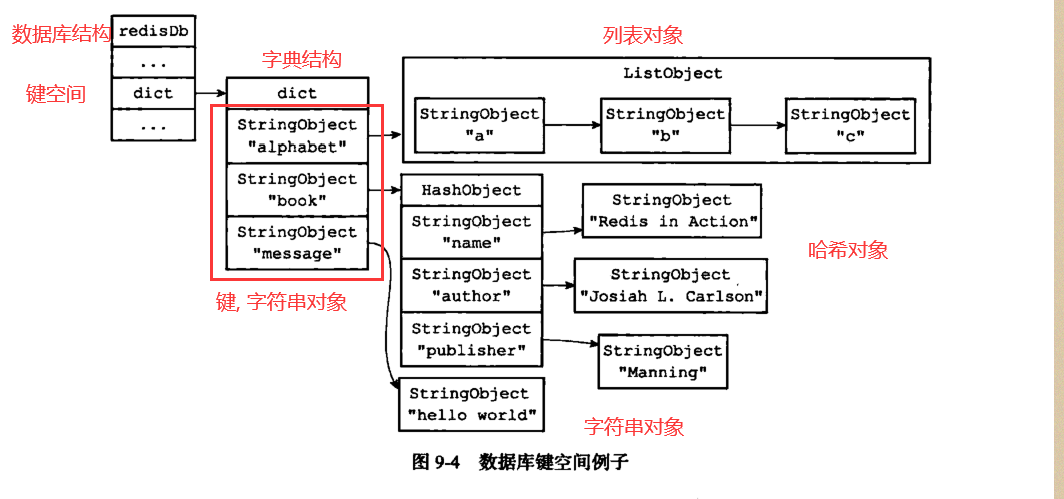 数据库结构
redisDb
...
键空间
dict
...
字典结构
dict
StringObject
"alphabet"
StringObject
"book"
StringObject
"message"
键, 字符串对象
列表对象
ListObject
StringObject
"a"
StringObject
"b"
StringObject
"c"
HashObject
StringObject
"name"
StringObject
"author"
StringObject
"publisher"
StringObject
"Redis in Action"
StringObject
"Josiah L. Carlson"
StringObject
"Manning"
哈希对象
StringObject
"hello world"
字符串对象
图 9-4 数据库键空间例子